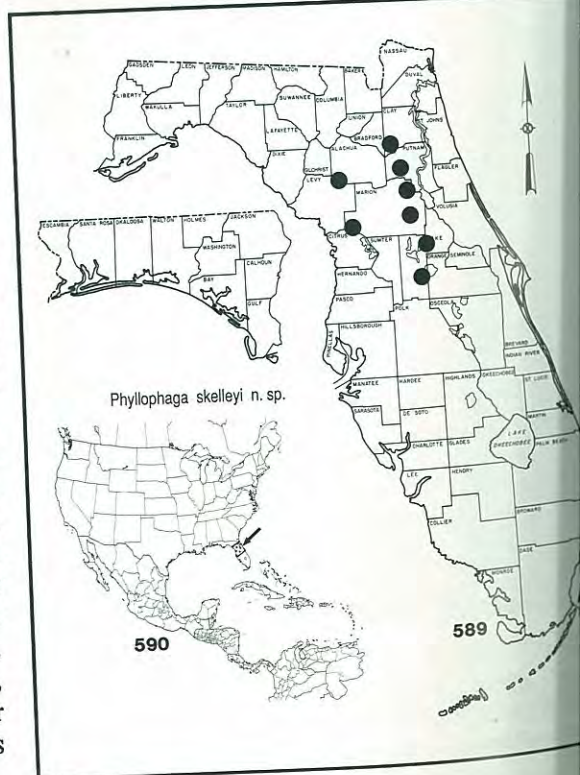 NASSAU
GADSDEN
LEON
JEFFERSON
MADISON
HAMILTON
BAKER
DUVAL
LIBERTY
WAKULLA
TAYLOR
SUWANNEE
COLUMBIA
UNION
CLAY
ST. JOHNS
FRANKLIN
LAFAYETTE
BRADFORD
DIXIE
ALACHUA
PUTNAM
GILCHRIST
LEVY
FLAGLER
MARION
VOLUSIA
ESCAMBIA
SANTA ROSA
OKALOOSA
WALTON
HOLMES
JACKSON
WASHINGTON
CALHOUN
BAY
GULF
CITRUS
SUMTER
KE
ORANGE
SEMINOLE
HERNANDO
PASCO
POLK
OSCEOLA
PINELLAS
HILLSBOROUGH
BREVARD
INDIAN RIVER
MANATEE
HARDEE
HIGHLANDS
OKEECHOBEE
ST LUCIE
SARASOTA
DE SOTO
MARTIN
CHARLOTTE
GLADES
LAKE
OKEECHOBEE
PALM BEACH
LEE
HENDRY
COLLIER
BROWARD
MONROE
DADE
Phyllophaga skelleyi n. sp.
590
589
r
s